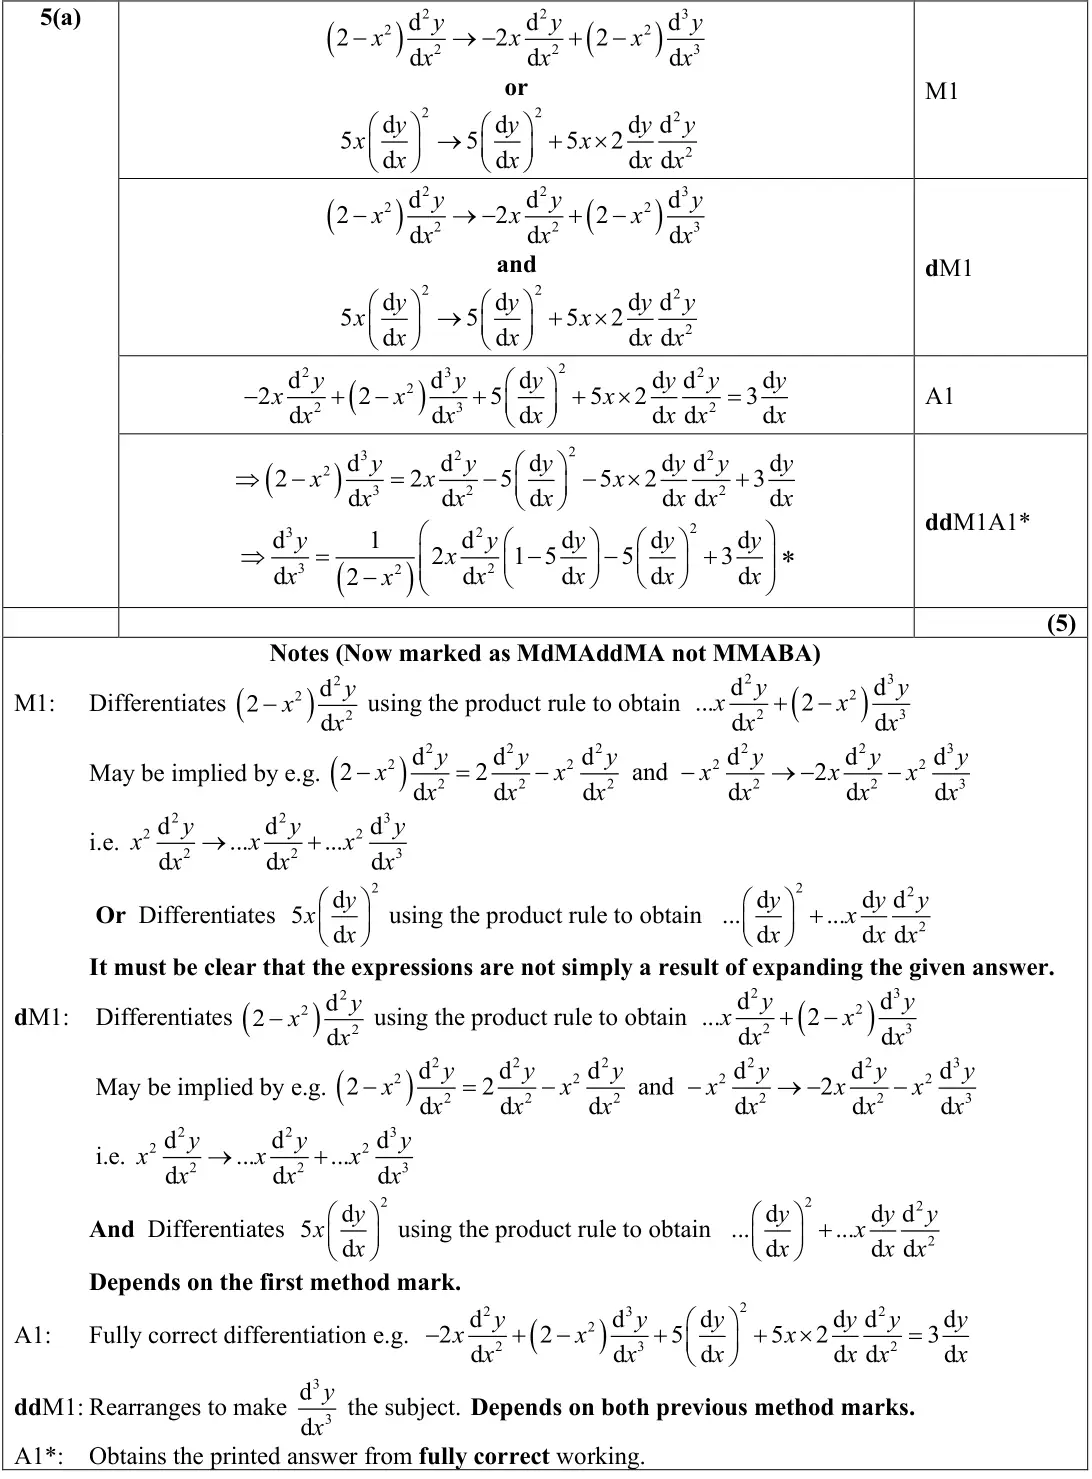 5(a)
(2 − x²) d²y/dx² → −2x d²y/dx² + (2 − x²) d³y/dx³
or
5x (dy/dx)² → 5 (dy/dx)² + 5x × 2 dy/dx d²y/dx²
M1
(2 − x²) d²y/dx² → −2x d²y/dx² + (2 − x²) d³y/dx³
and
5x (dy/dx)² → 5 (dy/dx)² + 5x × 2 dy/dx d²y/dx²
dM1
−2x d²y/dx² + (2 − x²) d³y/dx³ + 5 (dy/dx)² + 5x × 2 dy/dx d²y/dx² = 3 dy/dx
A1
⇒ (2 − x²) d³y/dx³ = 2x d²y/dx² − 5 (dy/dx)² − 5x × 2 dy/dx d²y/dx² + 3 dy/dx
⇒ d³y/dx³ = 1/(2 − x²) (2x d²y/dx² (1 − 5 dy/dx) − 5 (dy/dx)² + 3 dy/dx) *
ddM1A1*
(5)
Notes (Now marked as MdMAddMA not MMABA)
M1: Differentiates (2 − x²) d²y/dx² using the product rule to obtain ...x d²y/dx² + (2 − x²) d³y/dx³
May be implied by e.g. (2 − x²) d²y/dx² = 2 d²y/dx² − x² d²y/dx² and − x² d²y/dx² → −2x d²y/dx² − x² d³y/dx³
i.e. x² d²y/dx² → ...x d²y/dx² + ...x² d³y/dx³
Or Differentiates 5x (dy/dx)² using the product rule to obtain ... (dy/dx)² + ...x dy/dx d²y/dx²
It must be clear that the expressions are not simply a result of expanding the given answer.
dM1: Differentiates (2 − x²) d²y/dx² using the product rule to obtain ...x d²y/dx² + (2 − x²) d³y/dx³
May be implied by e.g. (2 − x²) d²y/dx² = 2 d²y/dx² − x² d²y/dx² and − x² d²y/dx² → −2x d²y/dx² − x² d³y/dx³
i.e. x² d²y/dx² → ...x d²y/dx² + ...x² d³y/dx³
And Differentiates 5x (dy/dx)² using the product rule to obtain ... (dy/dx)² + ...x dy/dx d²y/dx²
Depends on the first method mark.
A1: Fully correct differentiation e.g. −2x d²y/dx² + (2 − x²) d³y/dx³ + 5 (dy/dx)² + 5x × 2 dy/dx d²y/dx² = 3 dy/dx
ddM1: Rearranges to make d³y/dx³ the subject. Depends on both previous method marks.
A1*: Obtains the printed answer from fully correct working.